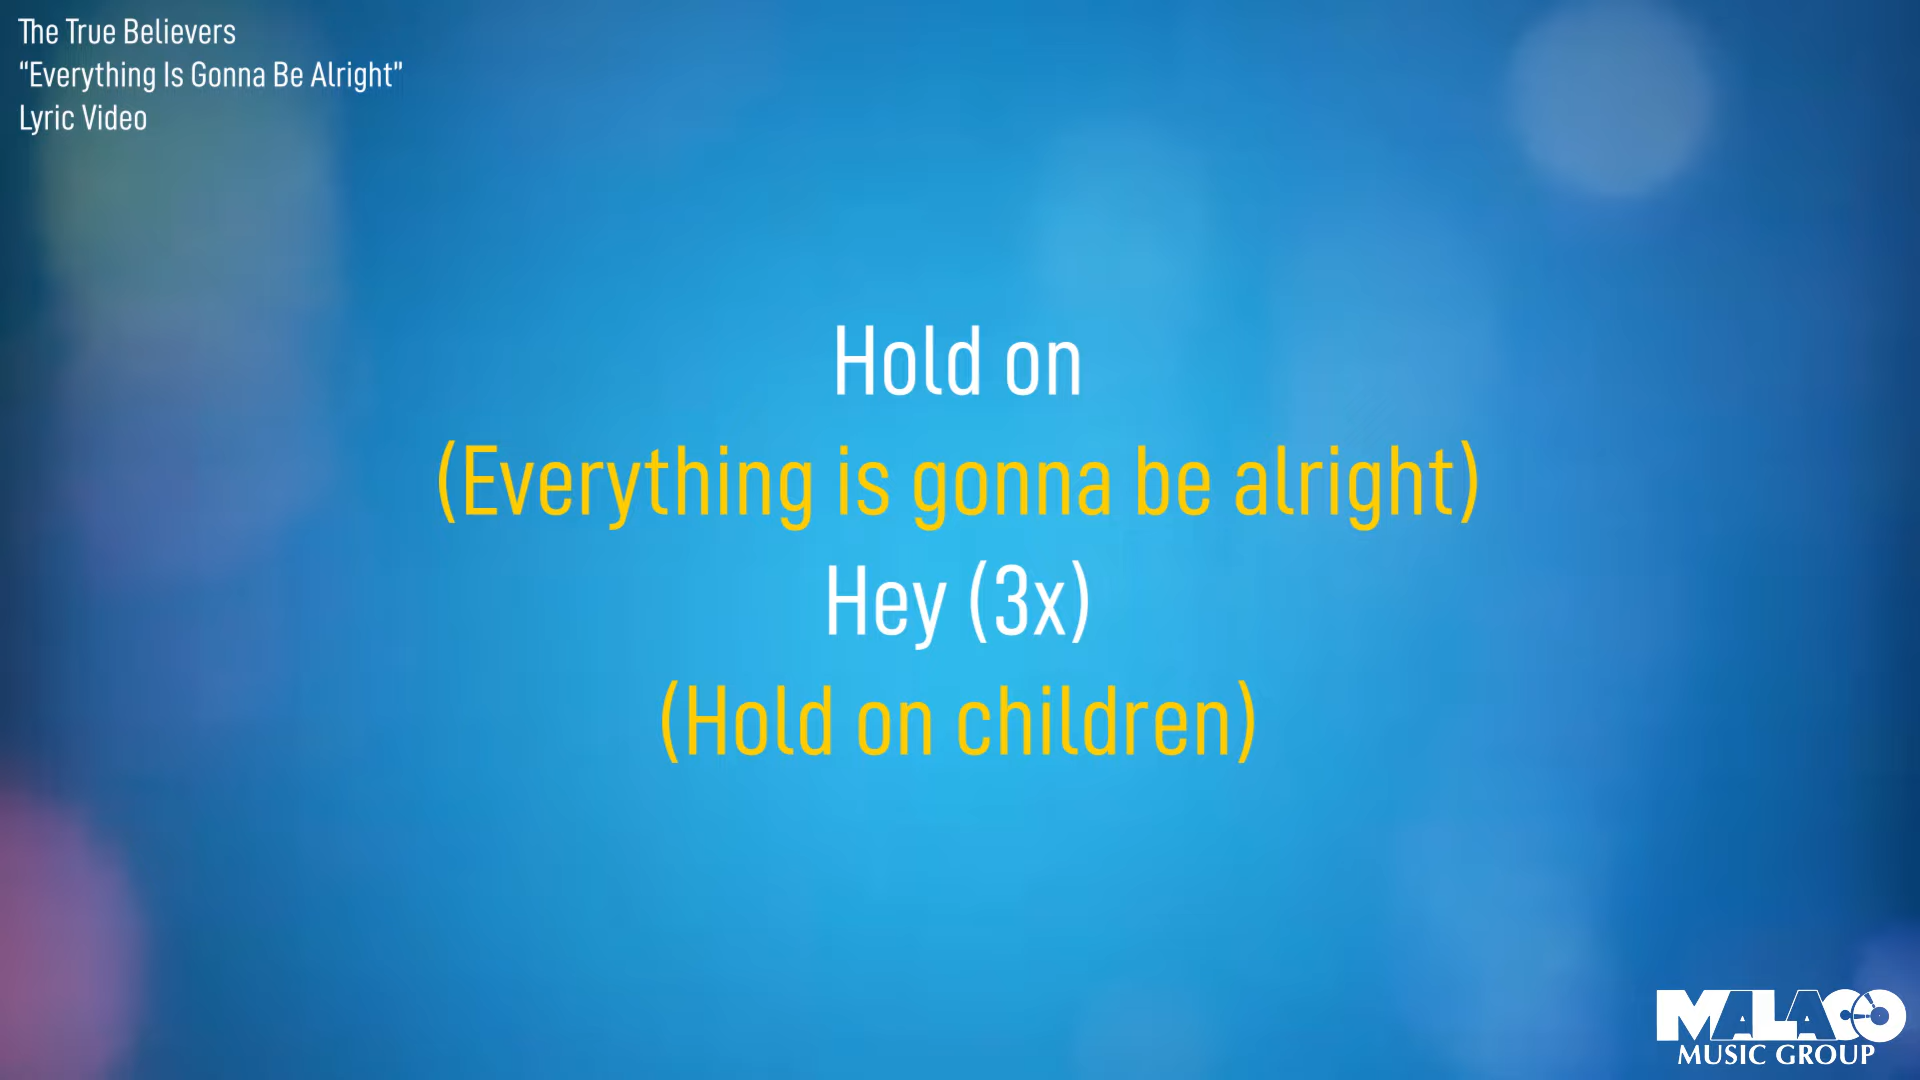 The True Believers
“Everything Is Gonna Be Alright”
Lyric Video
Hold on
(Everything is gonna be alright)
Hey (3x)
(Hold on children)
MALACO
MUSIC GROUP